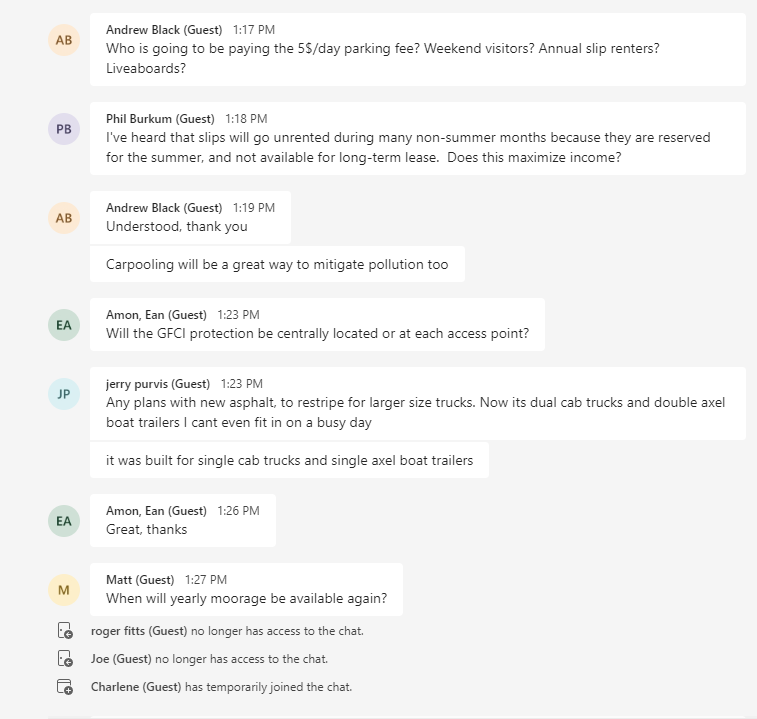 AB
Andrew Black (Guest) 1:17 PM
Who is going to be paying the 5$/day parking fee? Weekend visitors? Annual slip renters?
Liveaboards?
PB
Phil Burkum (Guest) 1:18 PM
I've heard that slips will go unrented during many non-summer months because they are reserved
for the summer, and not available for long-term lease.  Does this maximize income?
AB
Andrew Black (Guest) 1:19 PM
Understood, thank you
Carpooling will be a great way to mitigate pollution too
EA
Amon, Ean (Guest) 1:23 PM
Will the GFCI protection be centrally located or at each access point?
JP
jerry purvis (Guest) 1:23 PM
Any plans with new asphalt, to restripe for larger size trucks. Now its dual cab trucks and double axel
boat trailers I cant even fit in on a busy day
it was built for single cab trucks and single axel boat trailers
EA
Amon, Ean (Guest) 1:26 PM
Great, thanks
M
Matt (Guest) 1:27 PM
When will yearly moorage be available again?
roger fitts (Guest) no longer has access to the chat.
Joe (Guest) no longer has access to the chat.
Charlene (Guest) has temporarily joined the chat.